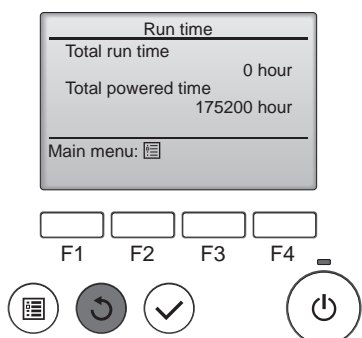 Run time
Total run time
0 hour
Total powered time
175200 hour
Main menu:
F1 F2 F3 F4